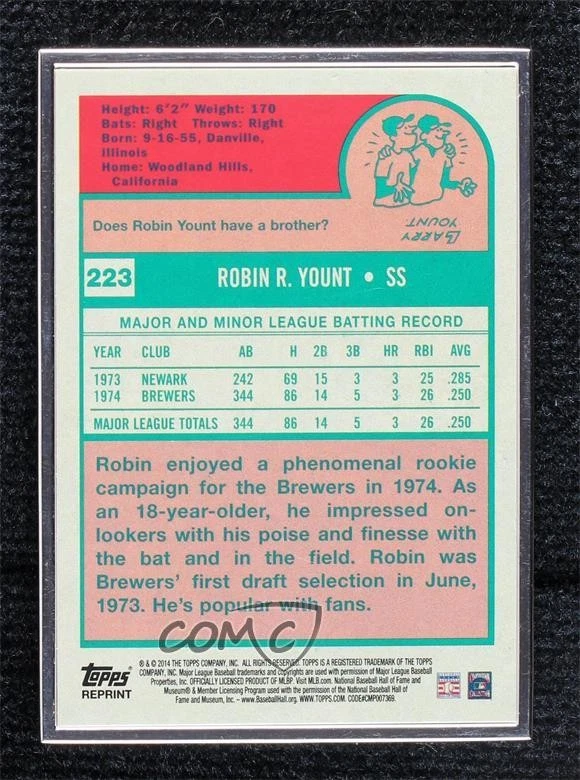 Height: 6'2" Weight: 170
Bats: Right Throws: Right
Born: 9-16-55, Danville,
Illinois
Home: Woodland Hills,
California
Does Robin Yount have a brother?
BARRY
YOUNT
223 ROBIN R. YOUNT • SS
MAJOR AND MINOR LEAGUE BATTING RECORD
YEAR CLUB AB H 2B 3B HR RBI AVG
1973 NEWARK 242 69 15 3 3 25 .285
1974 BREWERS 344 86 14 5 3 26 .250
MAJOR LEAGUE TOTALS 344 86 14 5 3 26 .250
Robin enjoyed a phenomenal rookie
campaign for the Brewers in 1974. As
an 18-year-older, he impressed on-
lookers with his poise and finesse with
the bat and in the field. Robin was
Brewers' first draft selection in June,
1973. He's popular with fans.
COMC
Topps
REPRINT
® & © 2014 THE TOPPS COMPANY, INC. ALL RIGHTS RESERVED. TOPPS IS A REGISTERED TRADEMARK OF THE TOPPS
COMPANY, INC. Major League Baseball trademarks and copyrights are used with permission of Major League Baseball
Properties, Inc. OFFICIALLY LICENSED PRODUCT OF MLBP. Visit MLB.com. National Baseball Hall of Fame and
Museum® & Member Licensing Program used with the permission of the National Baseball Hall of
Fame and Museum, Inc. – www.BaseballHall.org. WWW.TOPPS.COM. CODE#CMP007369.